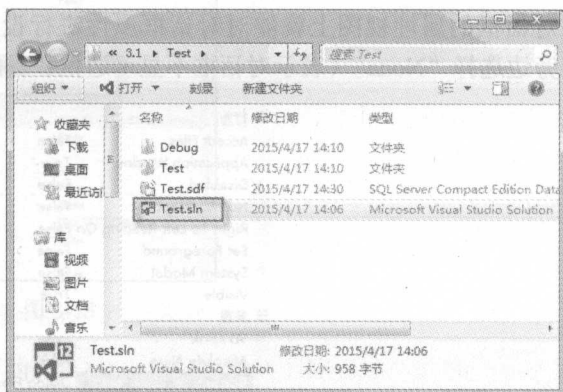 « 3.1 ▸ Test ▸
搜索 Test
组织 打开 刻录 新建文件夹
名称 修改日期 类型
收藏夹
下载
桌面
最近访
库
视频
图片
文档
音乐
Debug 2015/4/17 14:10 文件夹
Test 2015/4/17 14:10 文件夹
Test.sdf 2015/4/17 14:30 SQL Server Compact Edition Data
Test.sln 2015/4/17 14:06 Microsoft Visual Studio Solution
12
Test.sln 修改日期: 2015/4/17 14:06
Microsoft Visual Studio Solution 大小: 958 字节